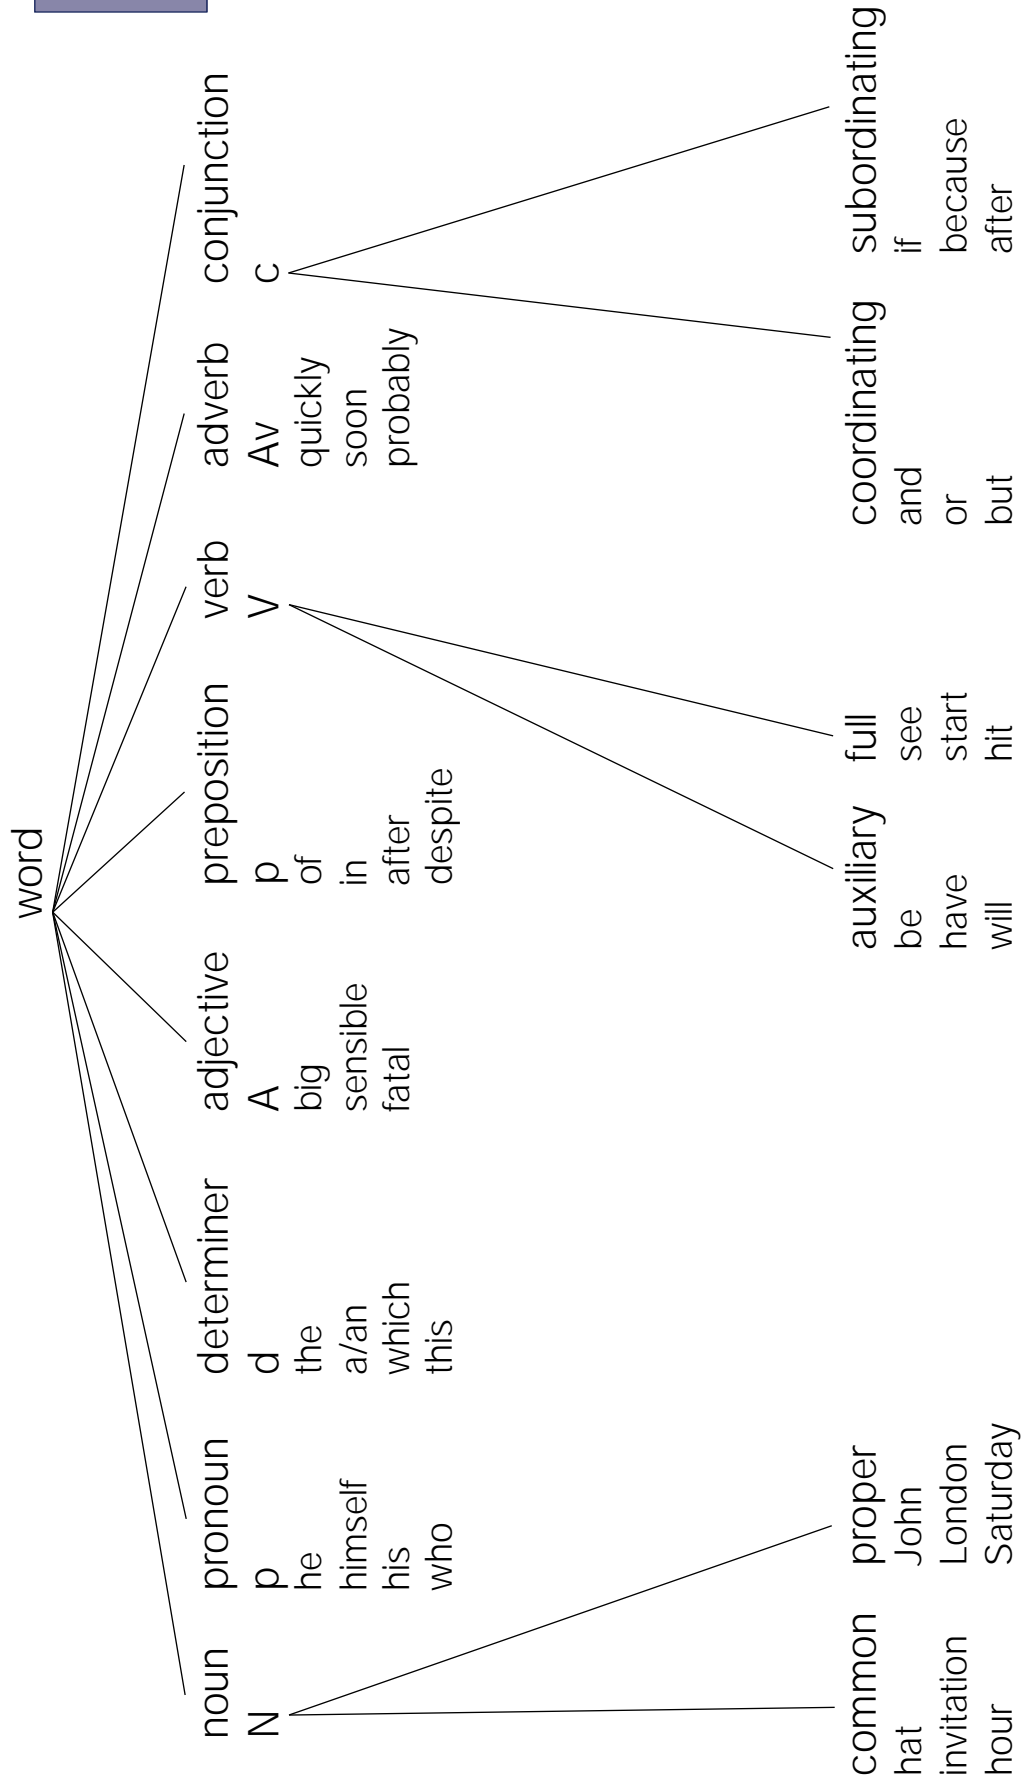 word
noun
N
pronoun
p
he
himself
his
who
determiner
d
the
a/an
which
this
adjective
A
big
sensible
fatal
preposition
p
of
in
after
despite
verb
V
adverb
Av
quickly
soon
probably
conjunction
c
common
hat
invitation
hour
proper
John
London
Saturday
auxiliary
be
have
will
full
see
start
hit
coordinating
and
or
but
subordinating
if
because
after